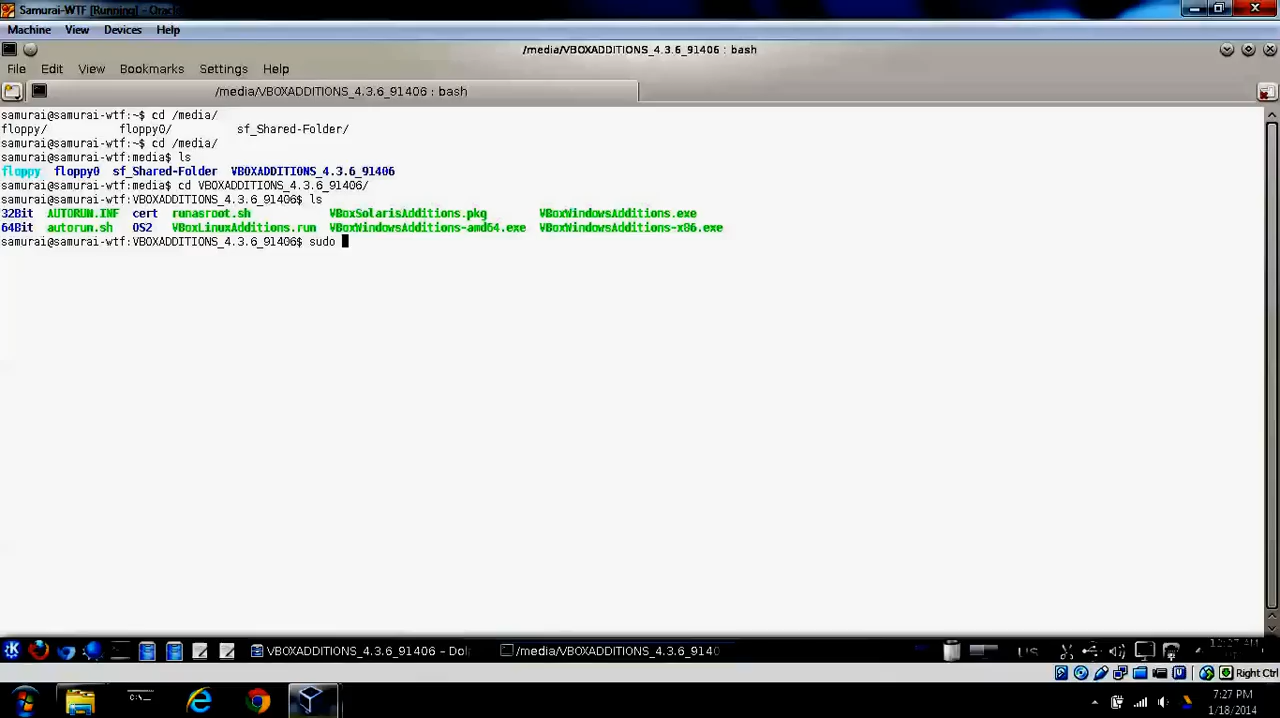 Samurai-WTF [Running] - Oracle
Machine View Devices Help
/media/VBOXADDITIONS_4.3.6_91406 : bash
File Edit View Bookmarks Settings Help
/media/VBOXADDITIONS_4.3.6_91406 : bash
samurai@samurai-wtf:~$ cd /media/
floppy/ floppy0/ sf_Shared-Folder/
samurai@samurai-wtf:~$ cd /media/
samurai@samurai-wtf:media$ ls
floppy floppy0 sf_Shared-Folder VBOXADDITIONS_4.3.6_91406
samurai@samurai-wtf:media$ cd VBOXADDITIONS_4.3.6_91406/
samurai@samurai-wtf:VBOXADDITIONS_4.3.6_91406$ ls
32Bit AUTORUN.INF cert runasroot.sh VBoxSolarisAdditions.pkg VBoxWindowsAdditions.exe
64Bit autorun.sh OS2 VBoxLinuxAdditions.run VBoxWindowsAdditions-amd64.exe VBoxWindowsAdditions-x86.exe
samurai@samurai-wtf:VBOXADDITIONS_4.3.6_91406$ sudo
VBOXADDITIONS_4.3.6_91406 – Dol
/media/VBOXADDITIONS_4.3.6_9140
US
Right Ctrl
7:27 PM
1/18/2014